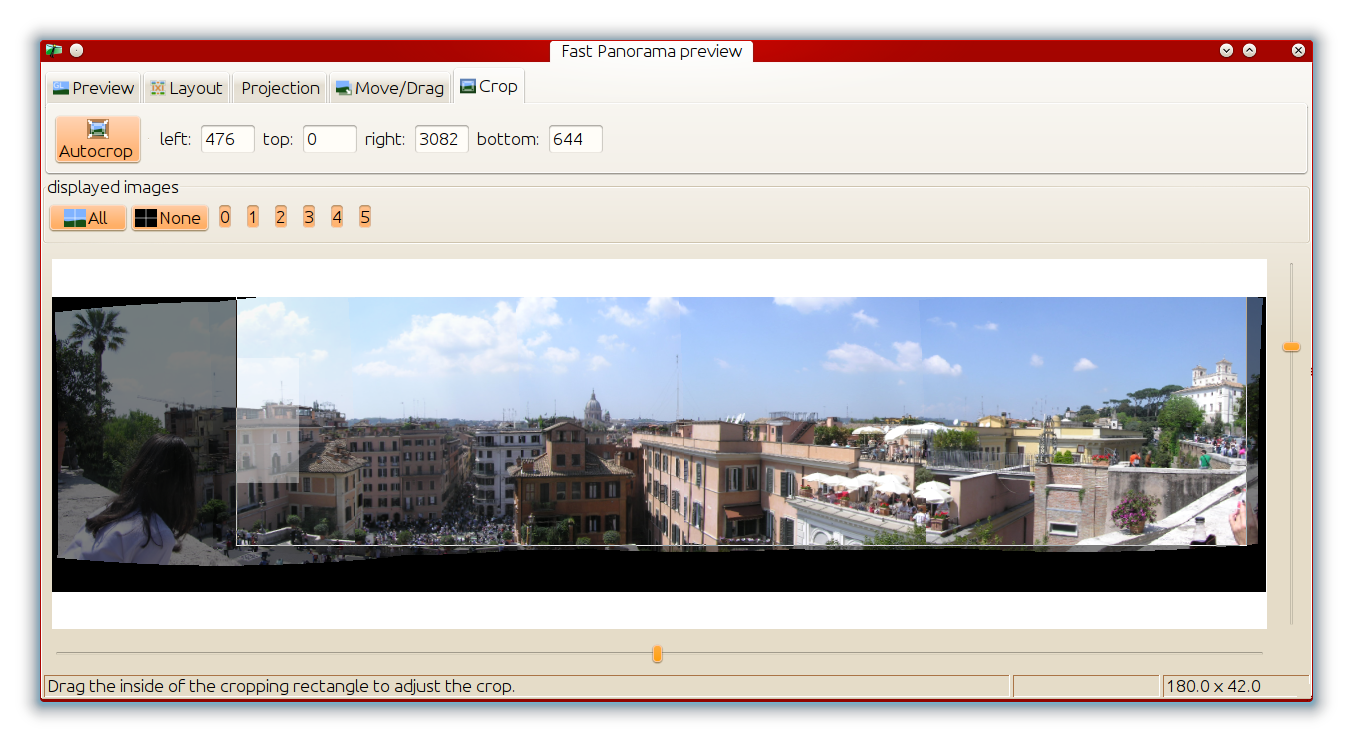 Fast Panorama preview
Preview Layout Projection Move/Drag Crop
Autocrop left: 476 top: 0 right: 3082 bottom: 644
displayed images
All None 0 1 2 3 4 5
Drag the inside of the cropping rectangle to adjust the crop. 180.0 x 42.0